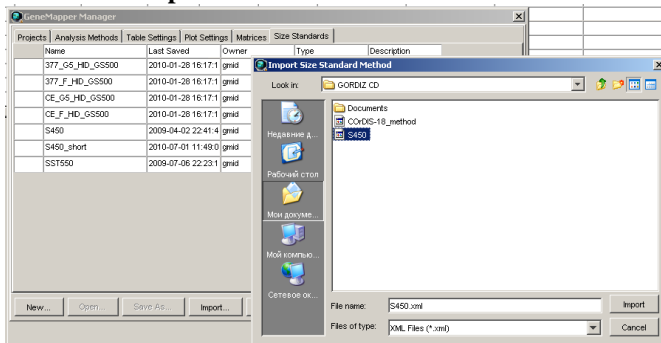 GeneMapper Manager
Projects Analysis Methods Table Settings Plot Settings Matrices Size Standards
Name Last Saved Owner Type Description
377_G5_HID_GS500 2010-01-28 16:17:1 gmid
377_F_HID_GS500 2010-01-28 16:17:1 gmid
CE_G5_HID_GS500 2010-01-28 16:17:1 gmid
CE_F_HID_GS500 2010-01-28 16:17:1 gmid
S450 2009-04-02 22:41:4 gmid
S450_short 2010-07-01 11:49:0 gmid
SST550 2009-07-06 22:23:1 gmid
New... Open... Save As... Import...
Import Size Standard Method
Look in: GORDIZ CD
Недавние д...
Рабочий стол
Мои докуме...
Мой компью...
Сетевое ок...
Documents
COrDIS-18_method
S450
File name: S450.xml Import
Files of type: XML Files (*.xml) Cancel